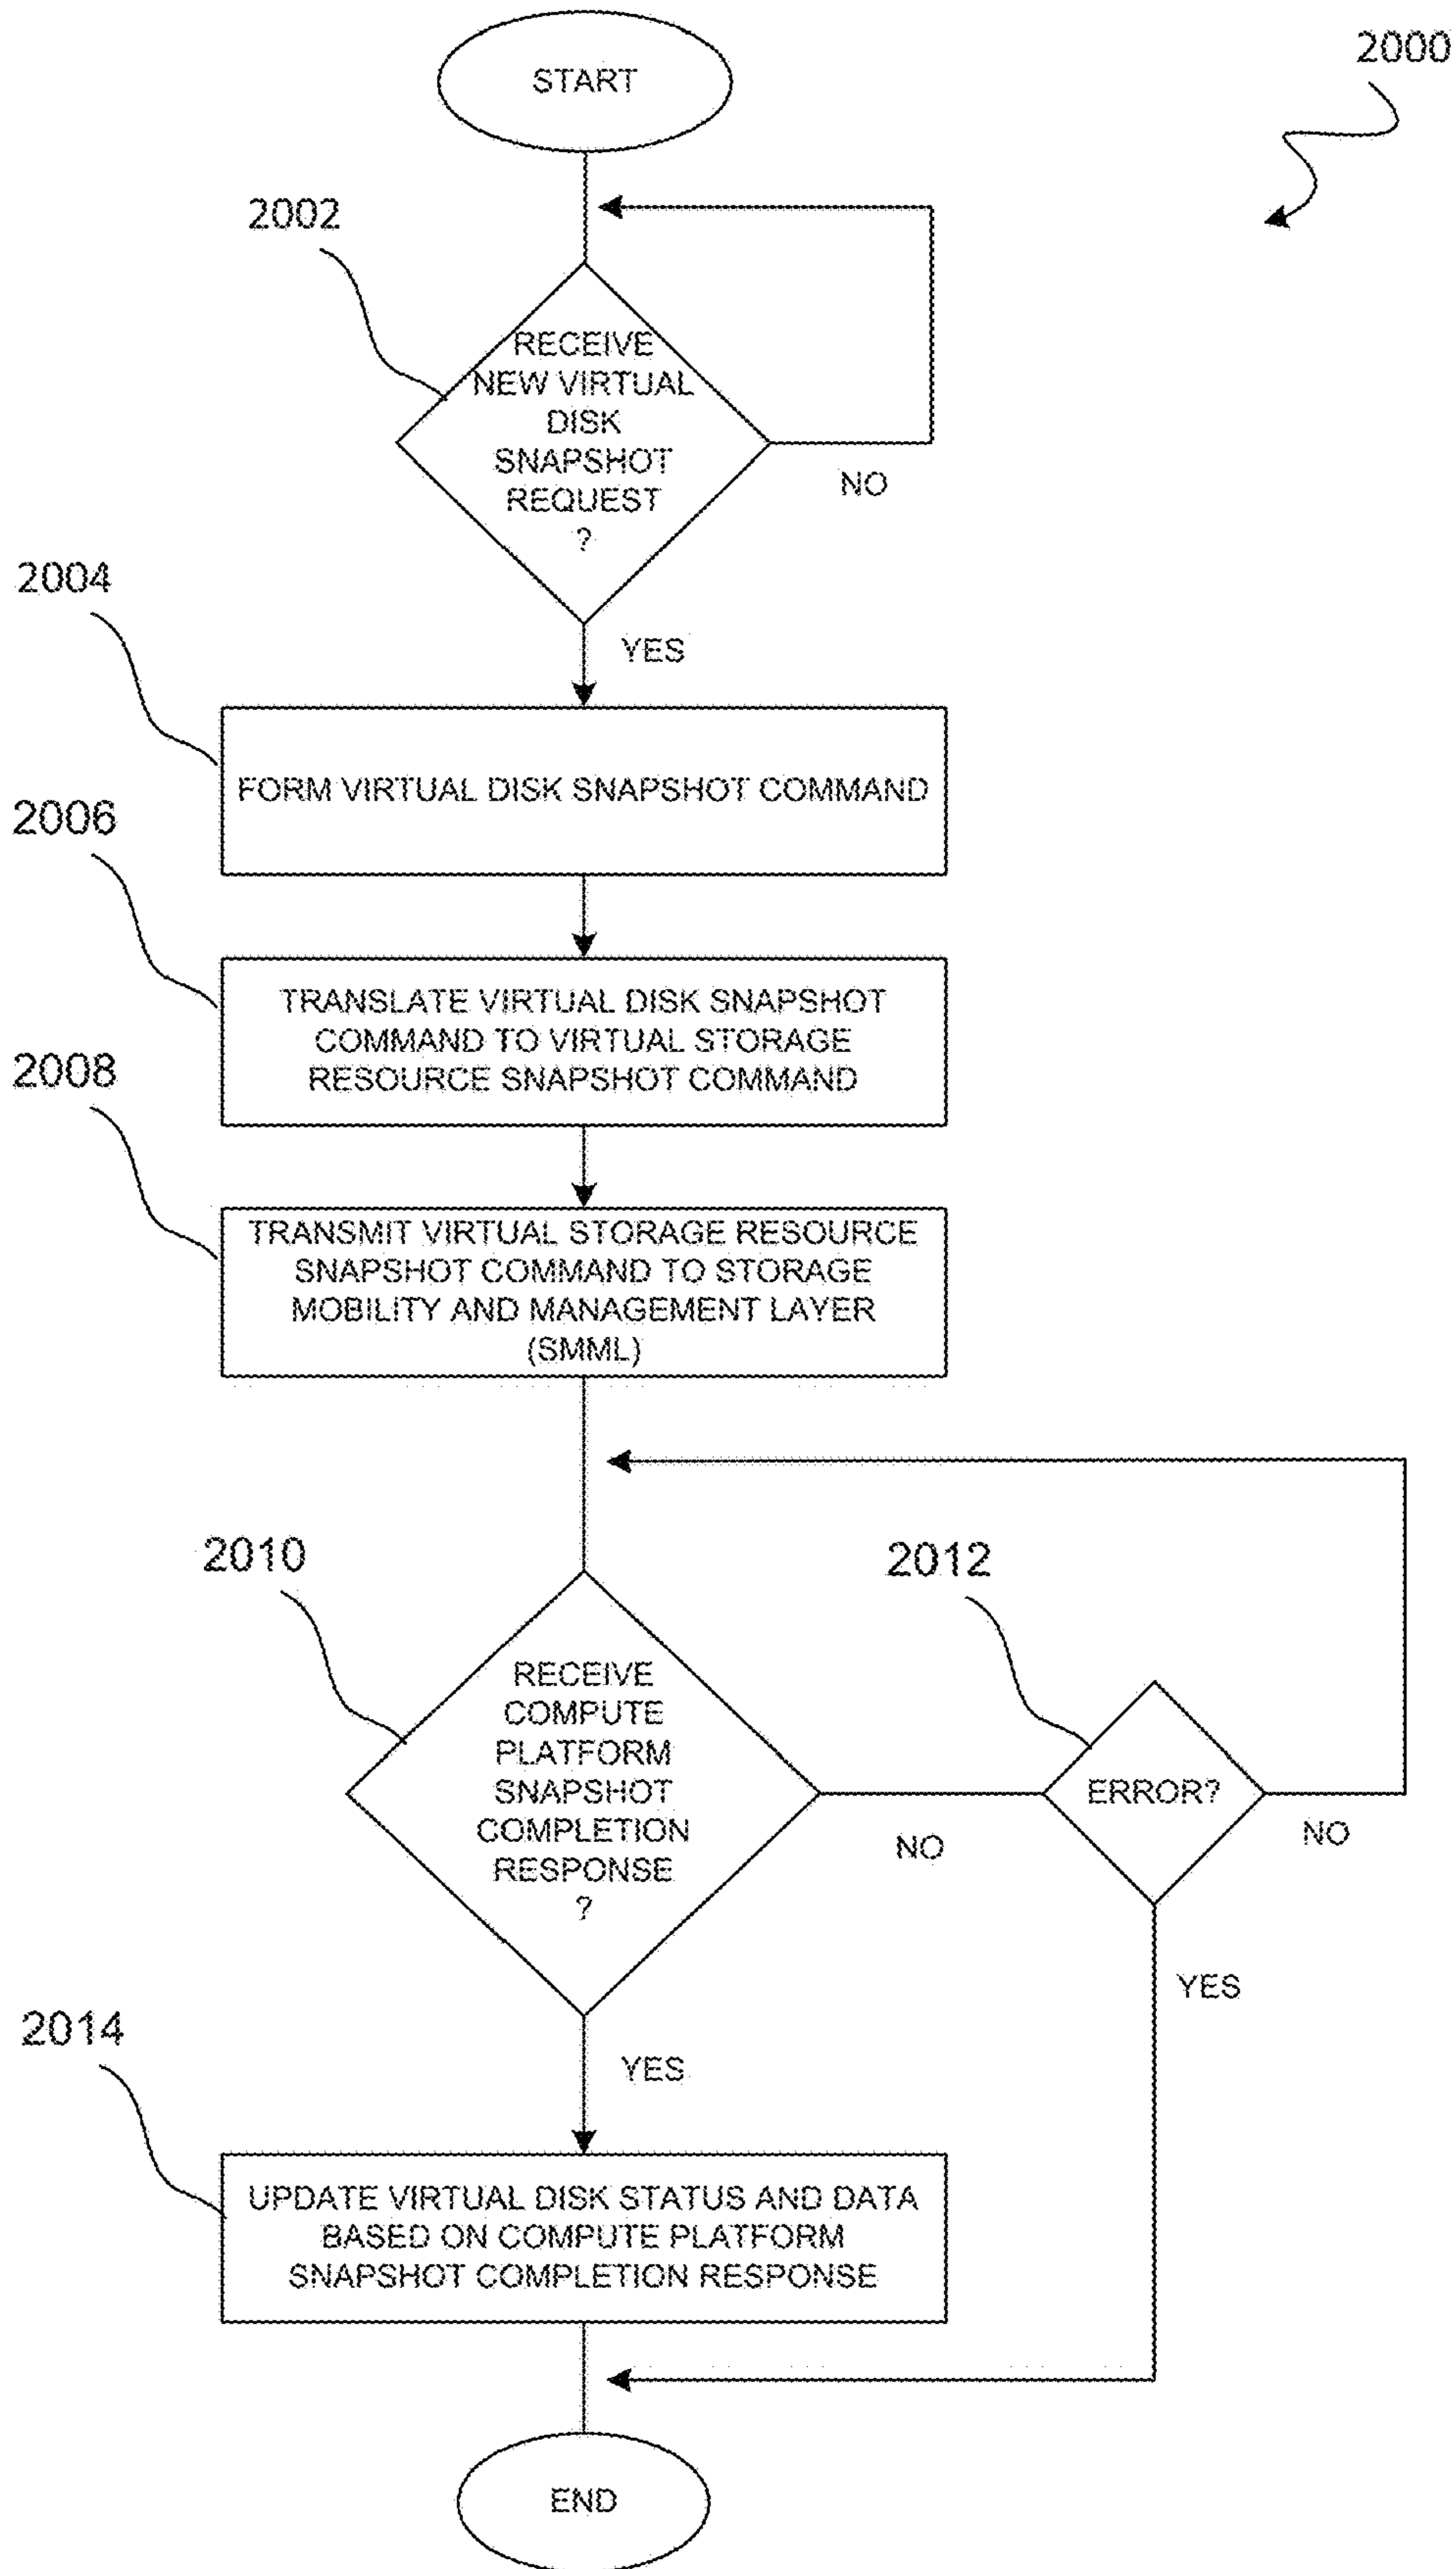 START
2000
2002
RECEIVE
NEW VIRTUAL
DISK
SNAPSHOT
REQUEST
?
NO
YES
2004
FORM VIRTUAL DISK SNAPSHOT COMMAND
2006
TRANSLATE VIRTUAL DISK SNAPSHOT
COMMAND TO VIRTUAL STORAGE
RESOURCE SNAPSHOT COMMAND
2008
TRANSMIT VIRTUAL STORAGE RESOURCE
SNAPSHOT COMMAND TO STORAGE
MOBILITY AND MANAGEMENT LAYER
(SMML)
2010
RECEIVE
COMPUTE
PLATFORM
SNAPSHOT
COMPLETION
RESPONSE
?
NO
2012
ERROR?
NO
YES
YES
2014
UPDATE VIRTUAL DISK STATUS AND DATA
BASED ON COMPUTE PLATFORM
SNAPSHOT COMPLETION RESPONSE
END